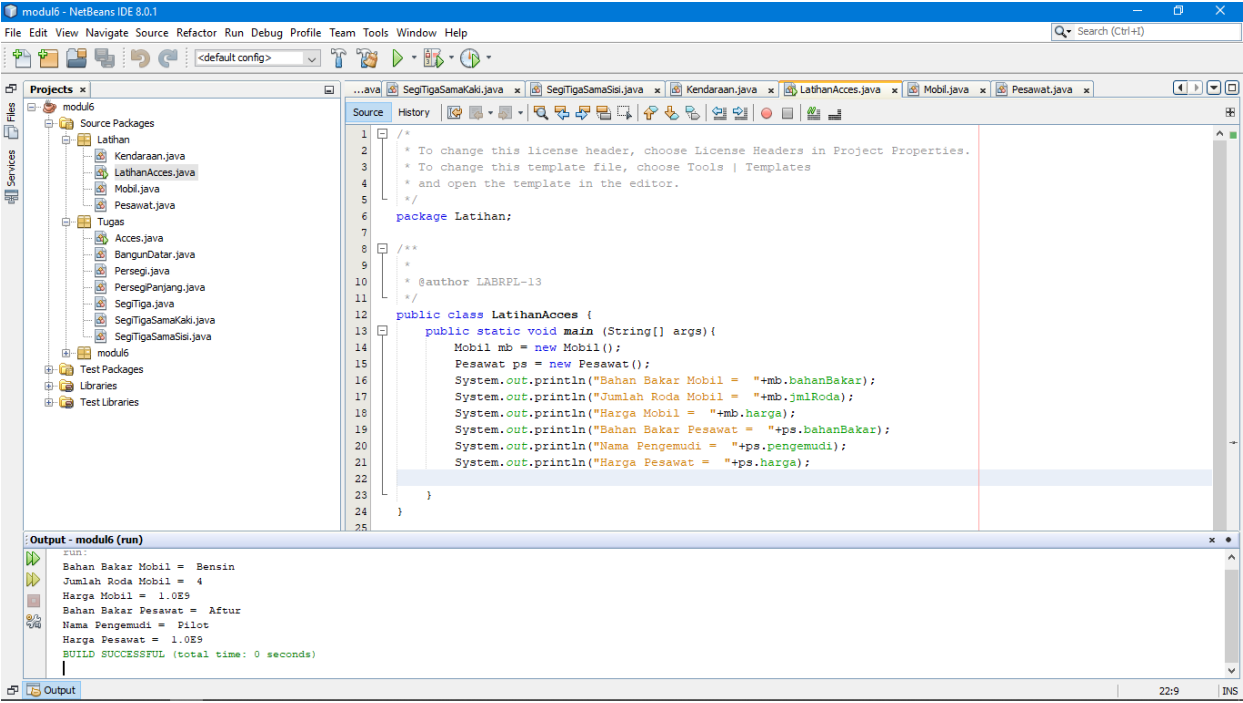 modul6 - NetBeans IDE 8.0.1
File Edit View Navigate Source Refactor Run Debug Profile Team Tools Window Help
Search (Ctrl+I)
<default config>
Projects
...ava SegiTigaSamaKaki.java SegiTigaSamaSisi.java Kendaraan.java LatihanAcces.java Mobil.java Pesawat.java
Files
Services
modul6
Source Packages
Latihan
Kendaraan.java
LatihanAcces.java
Mobil.java
Pesawat.java
Tugas
Acces.java
BangunDatar.java
Persegi.java
PersegiPanjang.java
SegiTiga.java
SegiTigaSamaKaki.java
SegiTigaSamaSisi.java
modul6
Test Packages
Libraries
Test Libraries
Source History
1 /*
2 * To change this license header, choose License Headers in Project Properties.
3 * To change this template file, choose Tools | Templates
4 * and open the template in the editor.
5 */
6 package Latihan;
7
8 /**
9 *
10 * @author LABRPL-13
11 */
12 public class LatihanAcces {
13 public static void main (String[] args){
14 Mobil mb = new Mobil();
15 Pesawat ps = new Pesawat();
16 System.out.println("Bahan Bakar Mobil =  "+mb.bahanBakar);
17 System.out.println("Jumlah Roda Mobil =  "+mb.jmlRoda);
18 System.out.println("Harga Mobil =  "+mb.harga);
19 System.out.println("Bahan Bakar Pesawat =  "+ps.bahanBakar);
20 System.out.println("Nama Pengemudi =  "+ps.pengemudi);
21 System.out.println("Harga Pesawat =  "+ps.harga);
22
23 }
24 }
25
Output - modul6 (run)
run:
Bahan Bakar Mobil =  Bensin
Jumlah Roda Mobil =  4
Harga Mobil =  1.0E9
Bahan Bakar Pesawat =  Aftur
Nama Pengemudi =  Pilot
Harga Pesawat =  1.0E9
BUILD SUCCESSFUL (total time: 0 seconds)
Output
22:9 INS